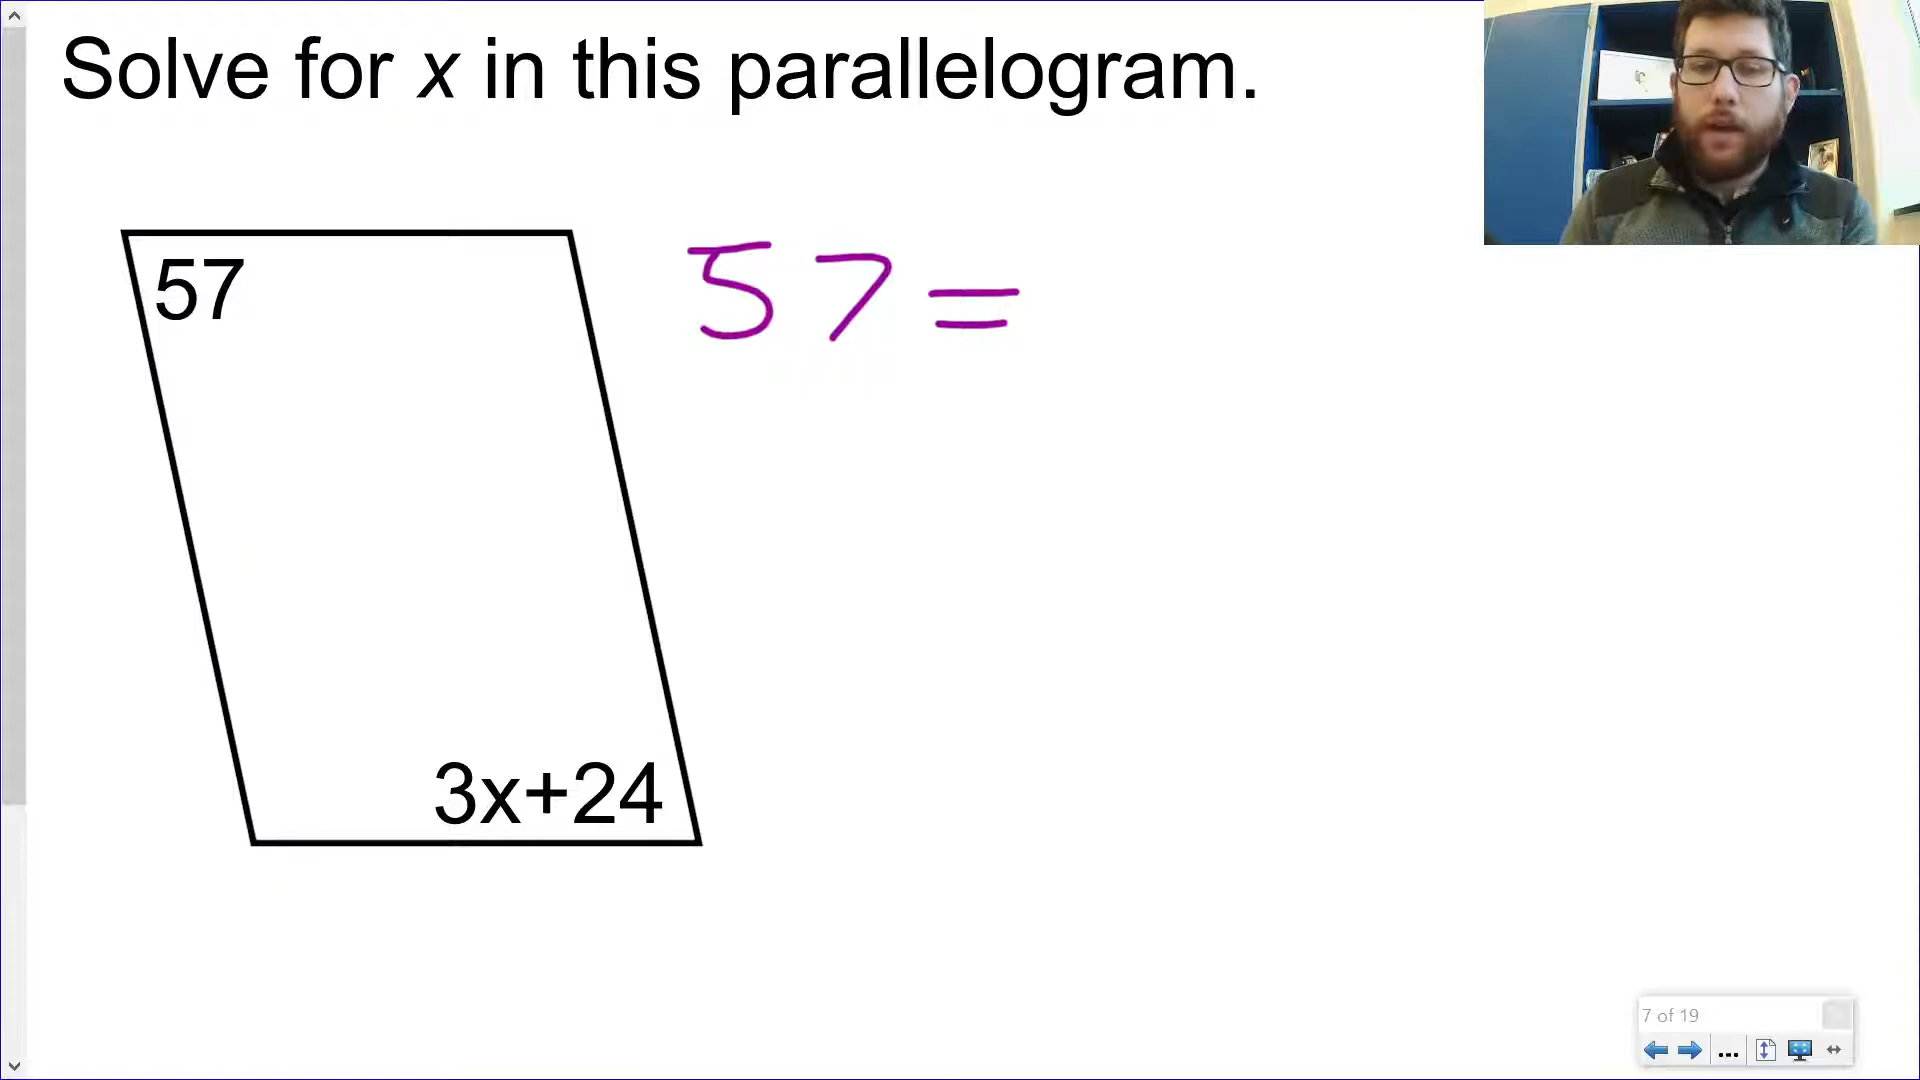 Solve for x in this parallelogram.
57
57=
3x+24
7 of 19
...